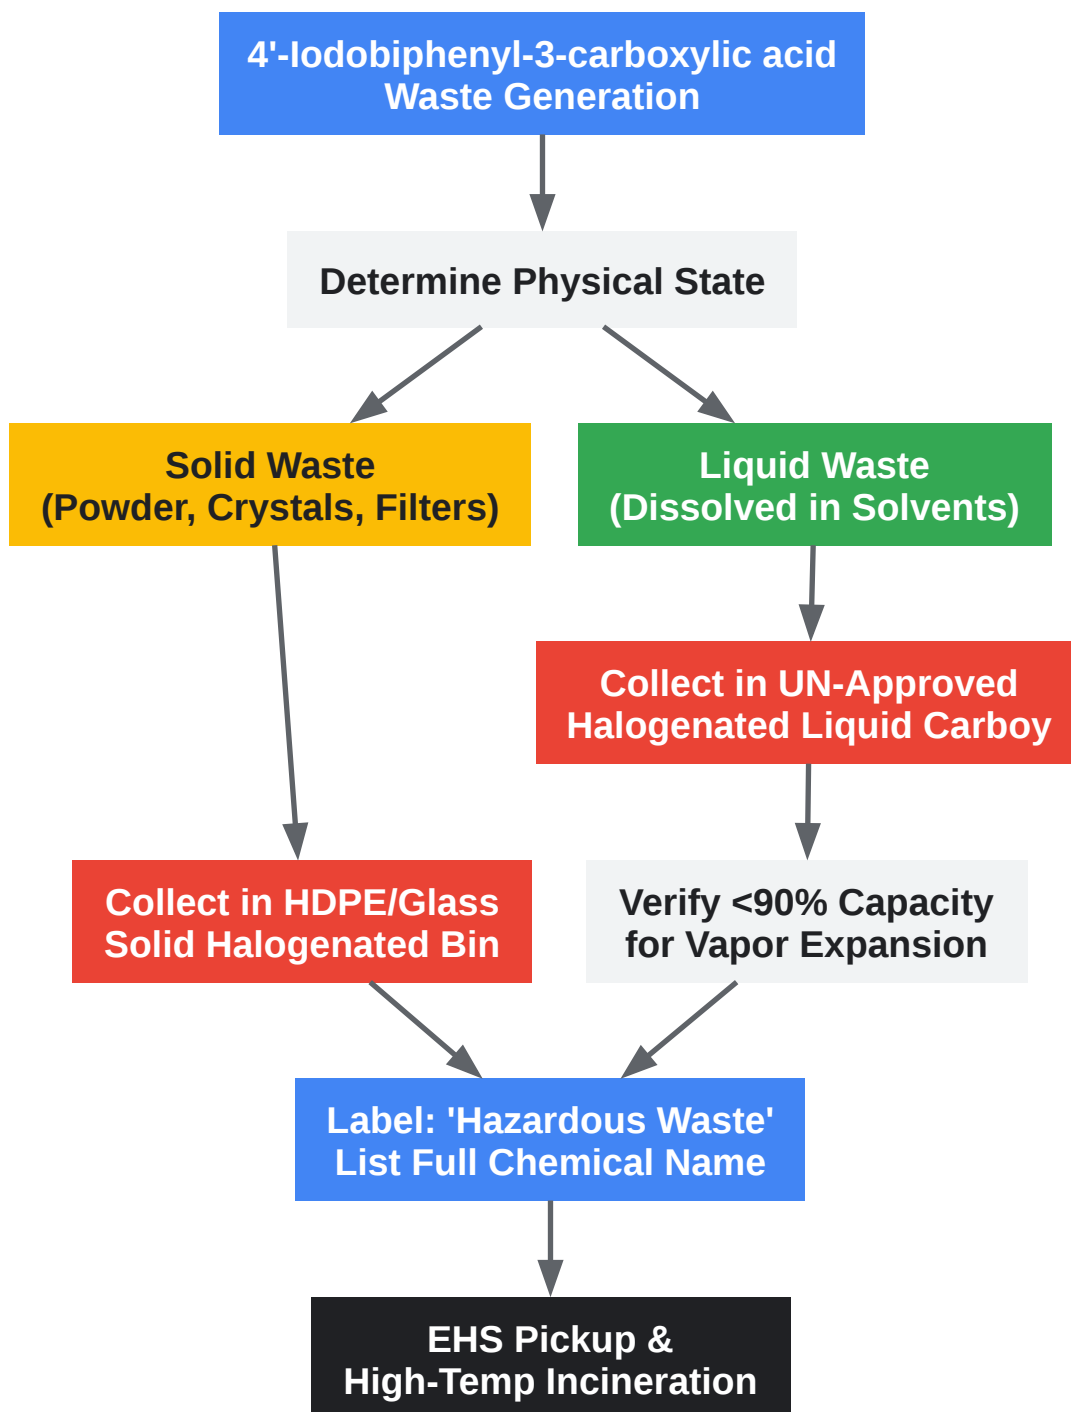 4'-Iodobiphenyl-3-carboxylic acid
Waste Generation
Determine Physical State
Solid Waste
(Powder, Crystals, Filters)
Liquid Waste
(Dissolved in Solvents)
Collect in UN-Approved
Halogenated Liquid Carboy
Collect in HDPE/Glass
Solid Halogenated Bin
Verify <90% Capacity
for Vapor Expansion
Label: 'Hazardous Waste'
List Full Chemical Name
EHS Pickup &
High-Temp Incineration